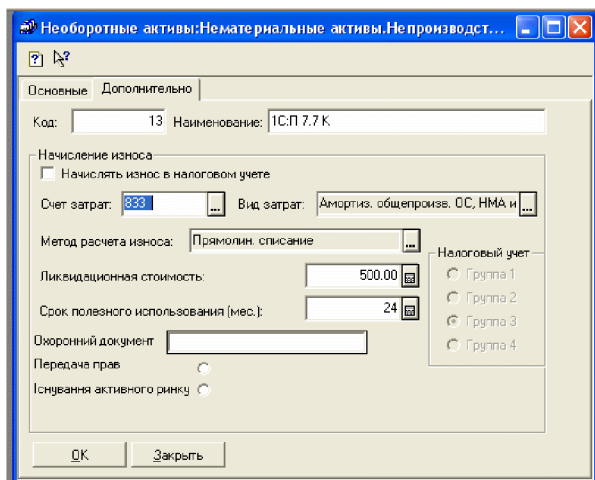 Необоротные активы:Нематериальные активы.Непроизводст...
Основные Дополнительно
Код: 13 Наименование: 1С:П 7.7 К
Начисление износа
Начислять износ в налоговом учете
Счет затрат: 833 ... Вид затрат: Амортиз. общепроизв. ОС, НМА и ...
Метод расчета износа: Прямолин. списание ...
Налоговый учет
Ликвидационная стоимость: 500.00
Группа 1
Группа 2
Срок полезного использования (мес.): 24
Группа 3
Охоронний документ
Группа 4
Передача прав
Існування активного ринку
OK Закрыть